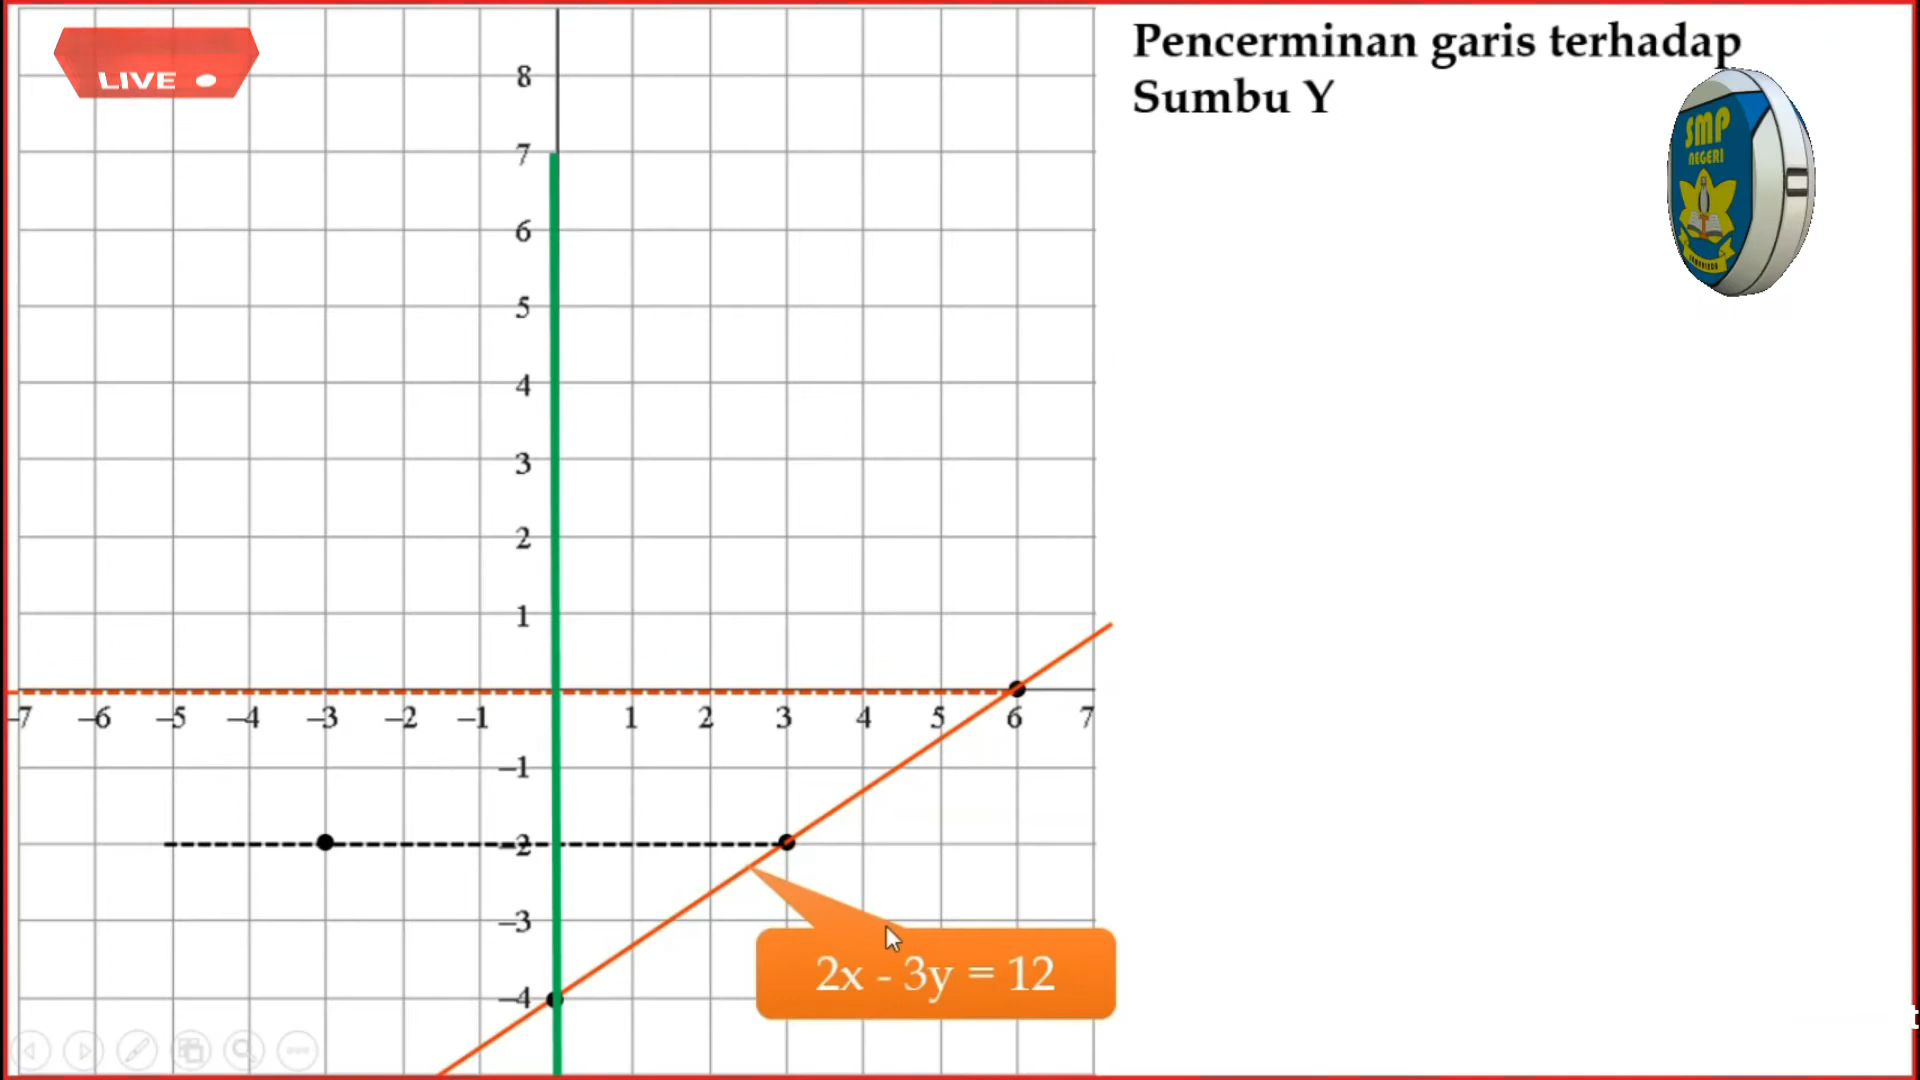 Pencerminan garis terhadap
Sumbu Y
LIVE
SMP
NEGERI
8
7
6
5
4
3
2
1
–7 –6 –5 –4 –3 –2 –1 1 2 3 4 5 6 7
–1
–2
–3
–4
2x - 3y = 12
t